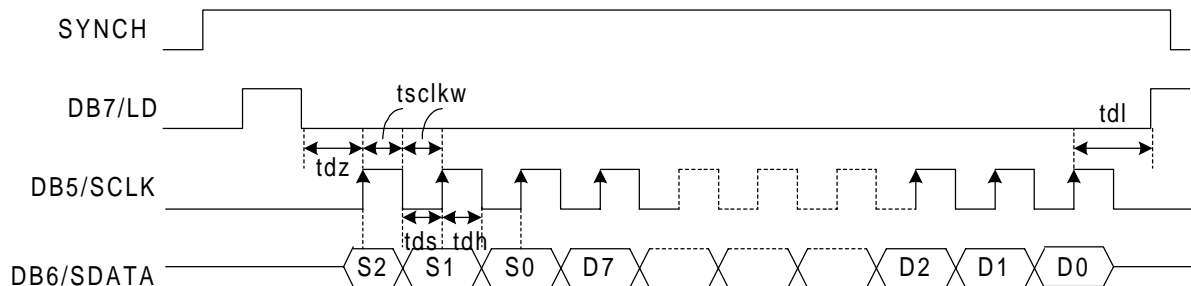 SYNCH
DB7/LD
tsclkw
tdl
tdz
DB5/SCLK
tds tdh
DB6/SDATA S2 S1 S0 D7 D2 D1 D0